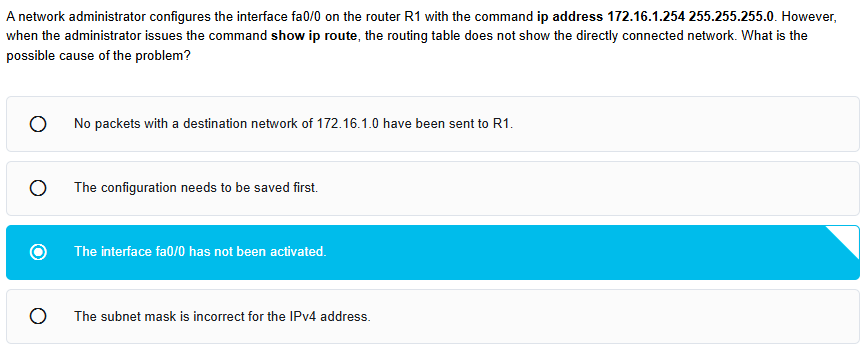 A network administrator configures the interface fa0/0 on the router R1 with the command ip address 172.16.1.254 255.255.255.0. However,
when the administrator issues the command show ip route, the routing table does not show the directly connected network. What is the
possible cause of the problem?
No packets with a destination network of 172.16.1.0 have been sent to R1.
The configuration needs to be saved first.
The interface fa0/0 has not been activated.
The subnet mask is incorrect for the IPv4 address.